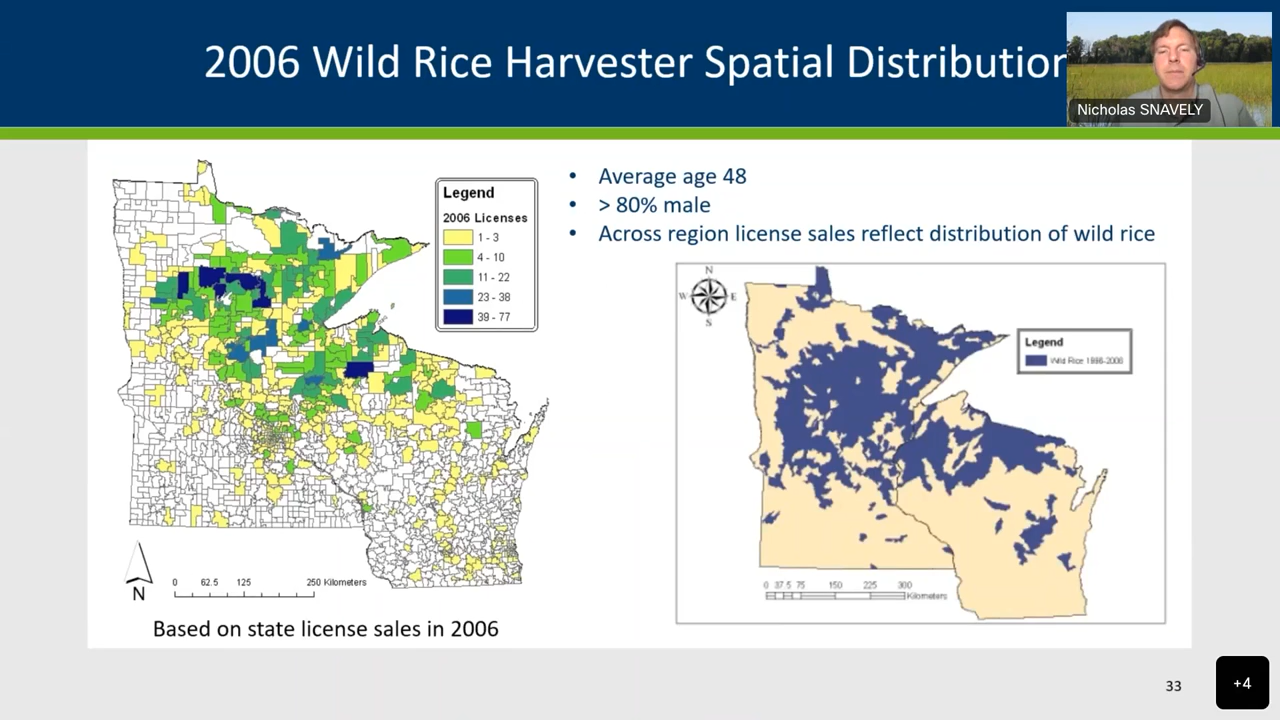 2006 Wild Rice Harvester Spatial Distribution
Nicholas SNAVELY
Legend
2006 Licenses
1 - 3
4 - 10
11 - 22
23 - 38
39 - 77
• Average age 48
• > 80% male
• Across region license sales reflect distribution of wild rice
N
W E
S
Legend
Wild Rice 1996-2006
N
0 62.5 125 250 Kilometers
0 37.5 75 150 225 300
Kilometers
Based on state license sales in 2006
33
+4